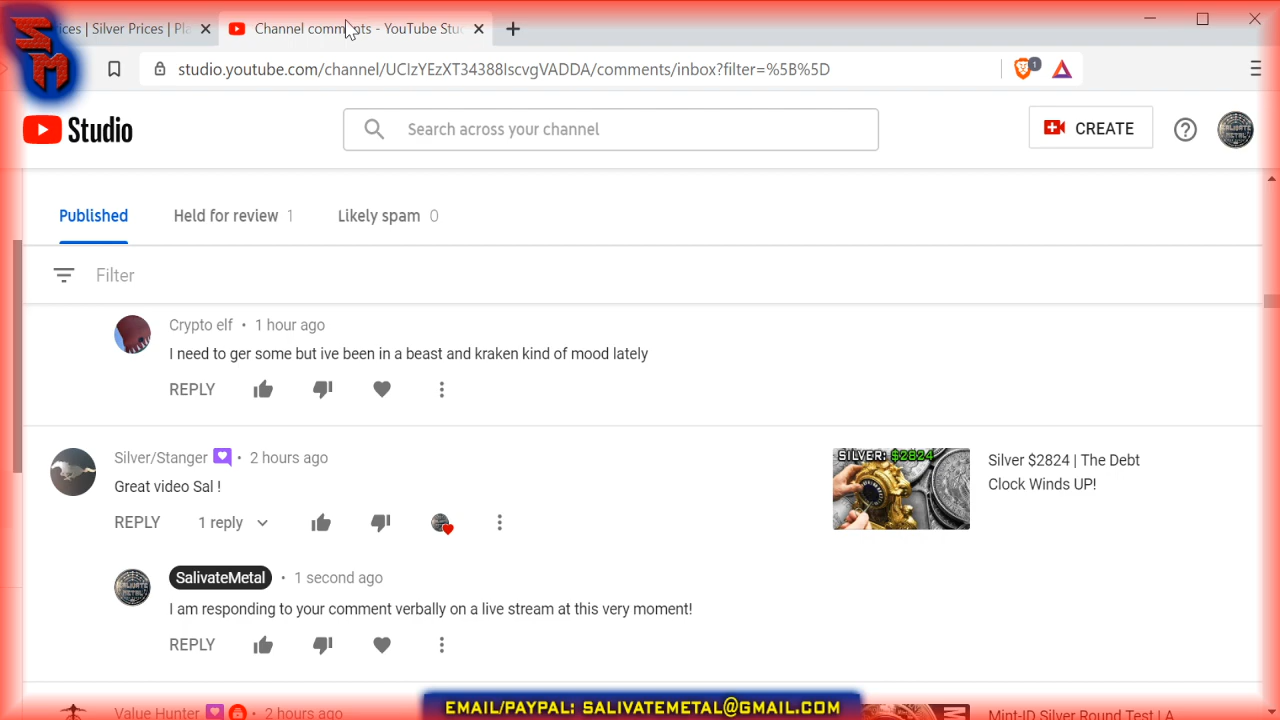 SM
ices | Silver Prices | Pla
Channel comments - YouTube Stu
studio.youtube.com/channel/UCIzYEzXT34388IscvgVADDA/comments/inbox?filter=%5B%5D
1
Studio
Search across your channel
CREATE
Published
Held for review 1
Likely spam 0
Filter
Crypto elf • 1 hour ago
I need to ger some but ive been in a beast and kraken kind of mood lately
REPLY
Silver/Stanger • 2 hours ago
Great video Sal !
REPLY 1 reply
SILVER: $2824
Silver $2824 | The Debt
Clock Winds UP!
SalivateMetal • 1 second ago
I am responding to your comment verbally on a live stream at this very moment!
REPLY
Value Hunter • 2 hours ago
Mint-ID Silver Round Test | A
EMAIL/PAYPAL: SALIVATEMETAL@GMAIL.COM